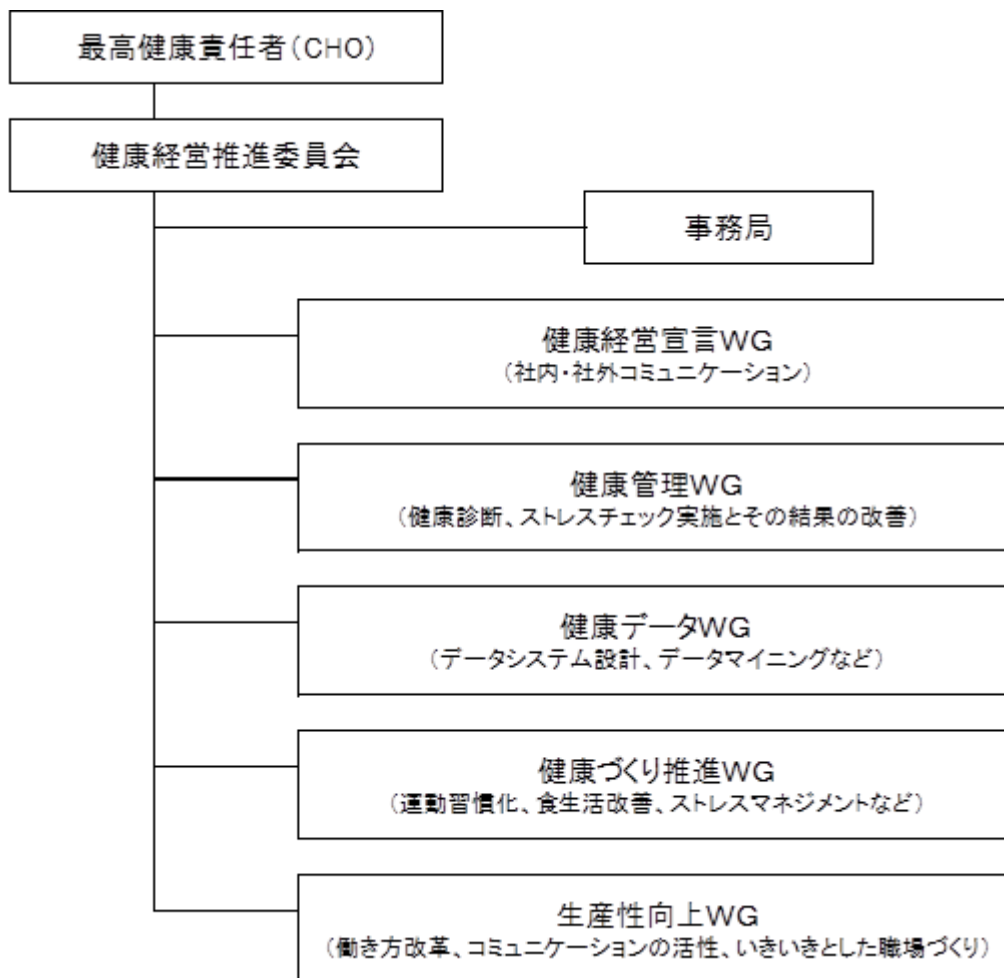 最高健康責任者(CHO)
健康経営推進委員会
事務局
健康経営宣言WG
(社内・社外コミュニケーション)
健康管理WG
(健康診断、ストレスチェック実施とその結果の改善)
健康データWG
(データシステム設計、データマイニングなど)
健康づくり推進WG
(運動習慣化、食生活改善、ストレスマネジメントなど)
生産性向上WG
(働き方改革、コミュニケーションの活性、いきいきとした職場づくり)